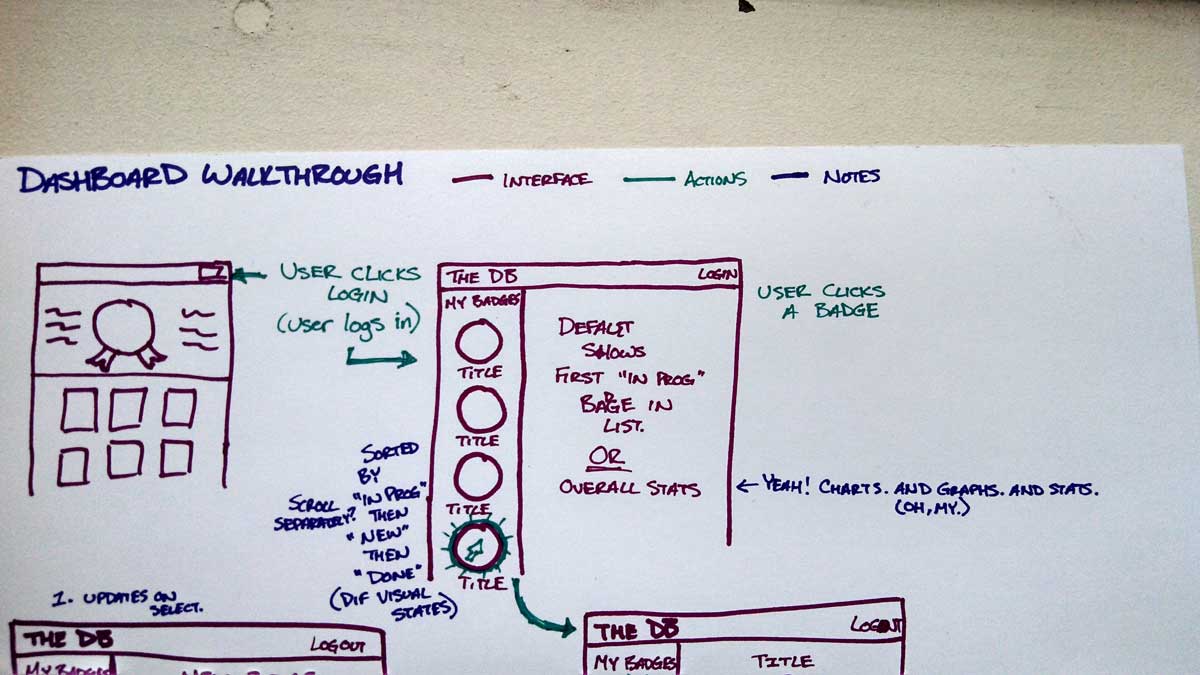 DASHBOARD WALKTHROUGH
INTERFACE
ACTIONS
NOTES
USER CLICKS
LOGIN
(user logs in)
THE DB
LOGIN
MY BADGES
TITLE
TITLE
TITLE
TITLE
DEFALET
SHOWS
FIRST "IN PROG"
BADGE IN
LIST.
OR
OVERALL STATS
USER CLICKS
A BADGE
YEAH! CHARTS. AND GRAPHS. AND STATS.
(OH, MY.)
SORTED
BY
"IN PROG"
THEN
"NEW"
THEN
"DONE"
(DIF VISUAL
STATES)
SCROLL
SEPARATELY?
1. UPDATES ON
SELECT.
THE DB
LOGOUT
MY BADGES
THE DB
LOGOUT
MY BADGES
TITLE